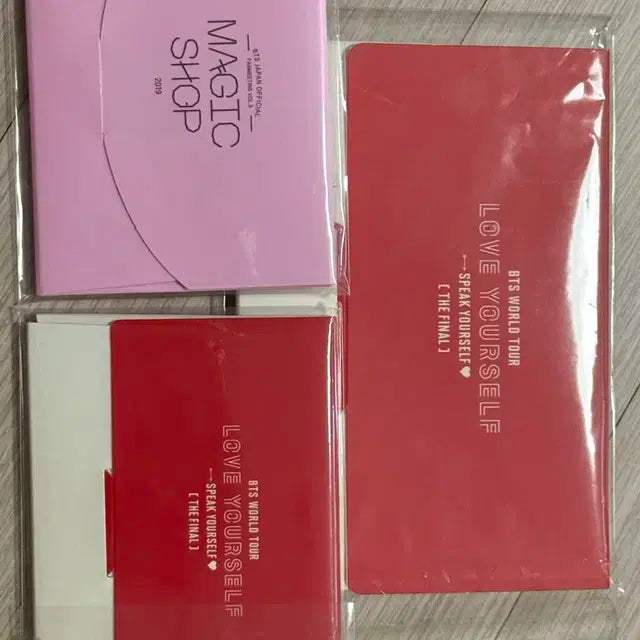 BTS JAPAN OFFICIAL
FANMEETING VOL.5
MAGIC
SHOP
2019
BTS WORLD TOUR
LOVE YOURSELF
SPEAK YOURSELF♥
[THE FINAL]
BTS WORLD TOUR
LOVE YOURSELF
SPEAK YOURSELF♥
[THE FINAL]